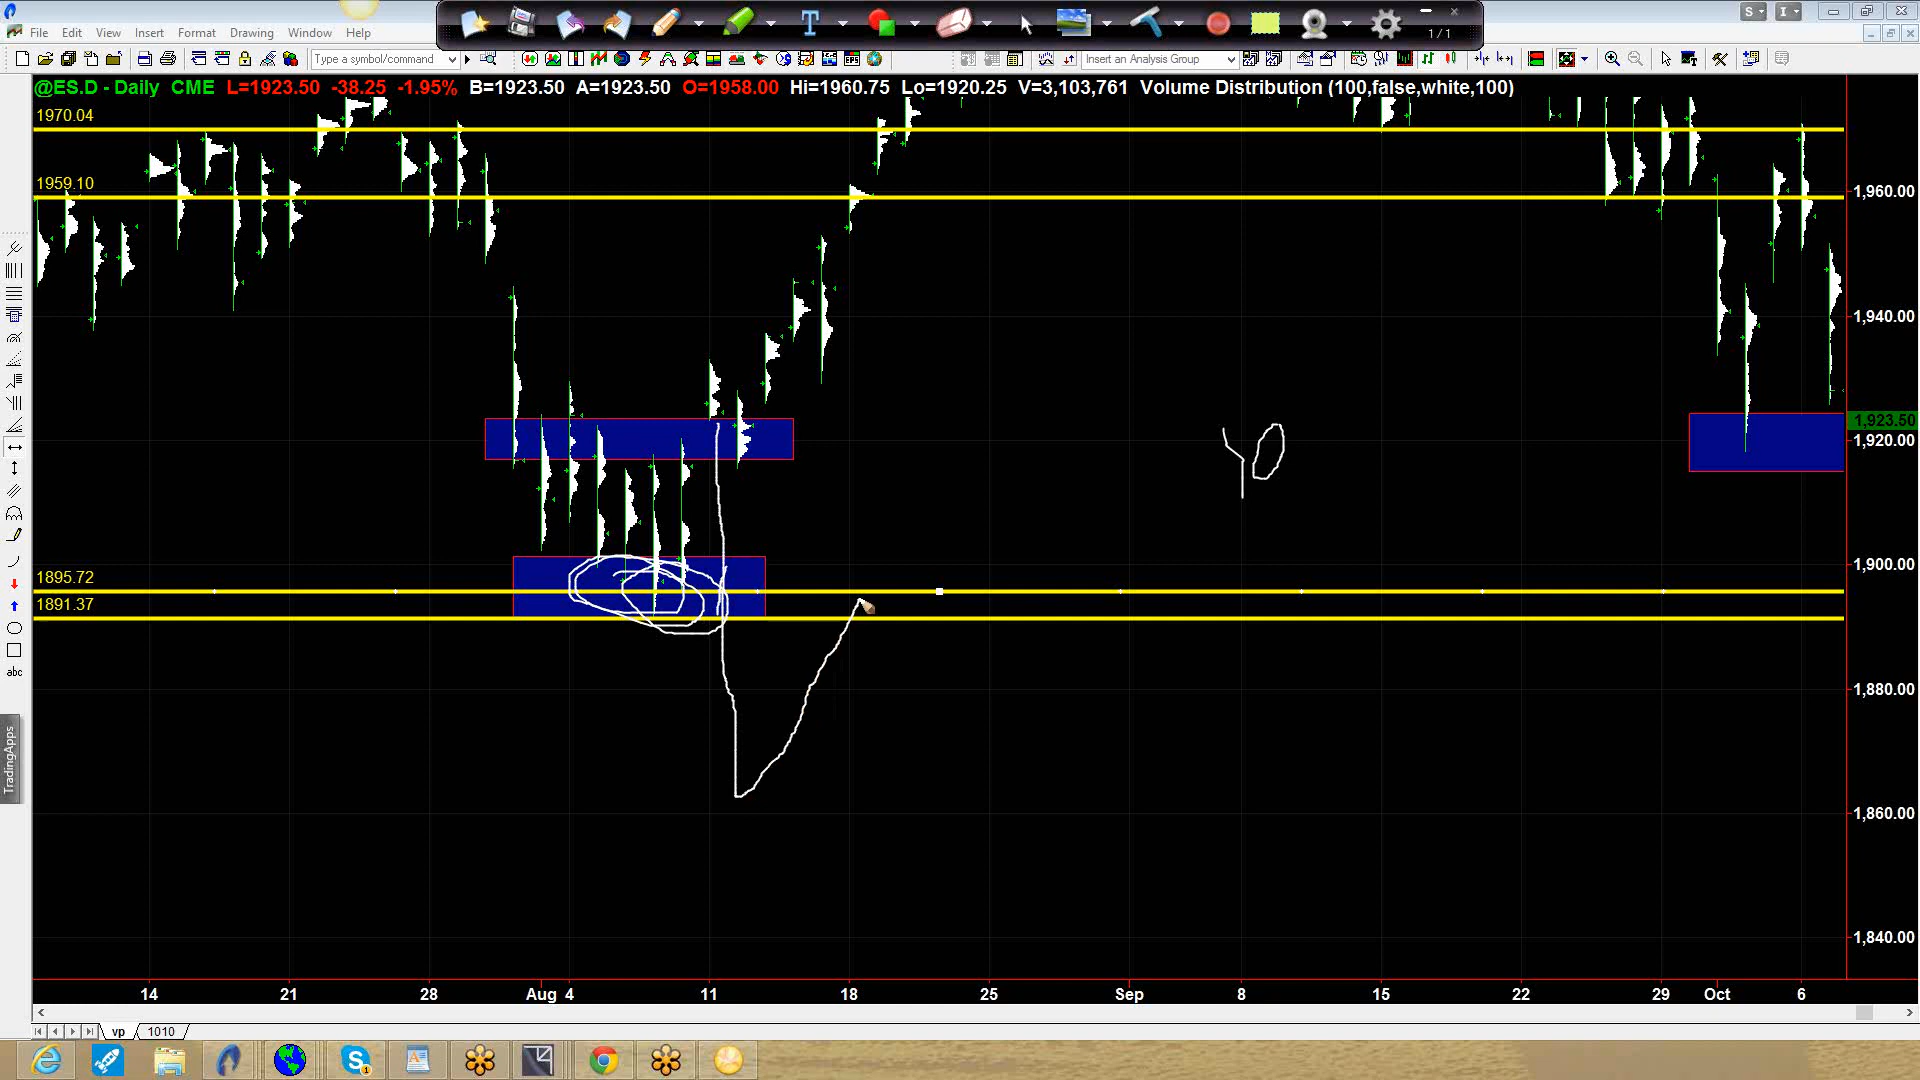 S
I
File Edit View Insert Format Drawing Window Help
T
1/1
Type a symbol/command
Insert an Analysis Group
@ES.D - Daily CME L=1923.50 -38.25 -1.95% B=1923.50 A=1923.50 O=1958.00 Hi=1960.75 Lo=1920.25 V=3,103,761 Volume Distribution (100,false,white,100)
1970.04
1959.10
1,960.00
1,940.00
1,923.50
1,920.00
YO
1,900.00
1895.72
1891.37
1,880.00
abc
TradingApps
1,860.00
1,840.00
14 21 28 Aug 4 11 18 25 Sep 8 15 22 29 Oct 6
vp 1010